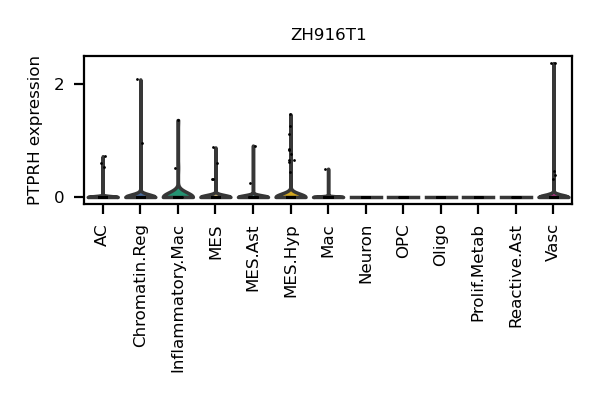 ZH916T1
PTPRH expression
2
0
AC
Chromatin.Reg
Inflammatory.Mac
MES
MES.Ast
MES.Hyp
Mac
Neuron
OPC
Oligo
Prolif.Metab
Reactive.Ast
Vasc